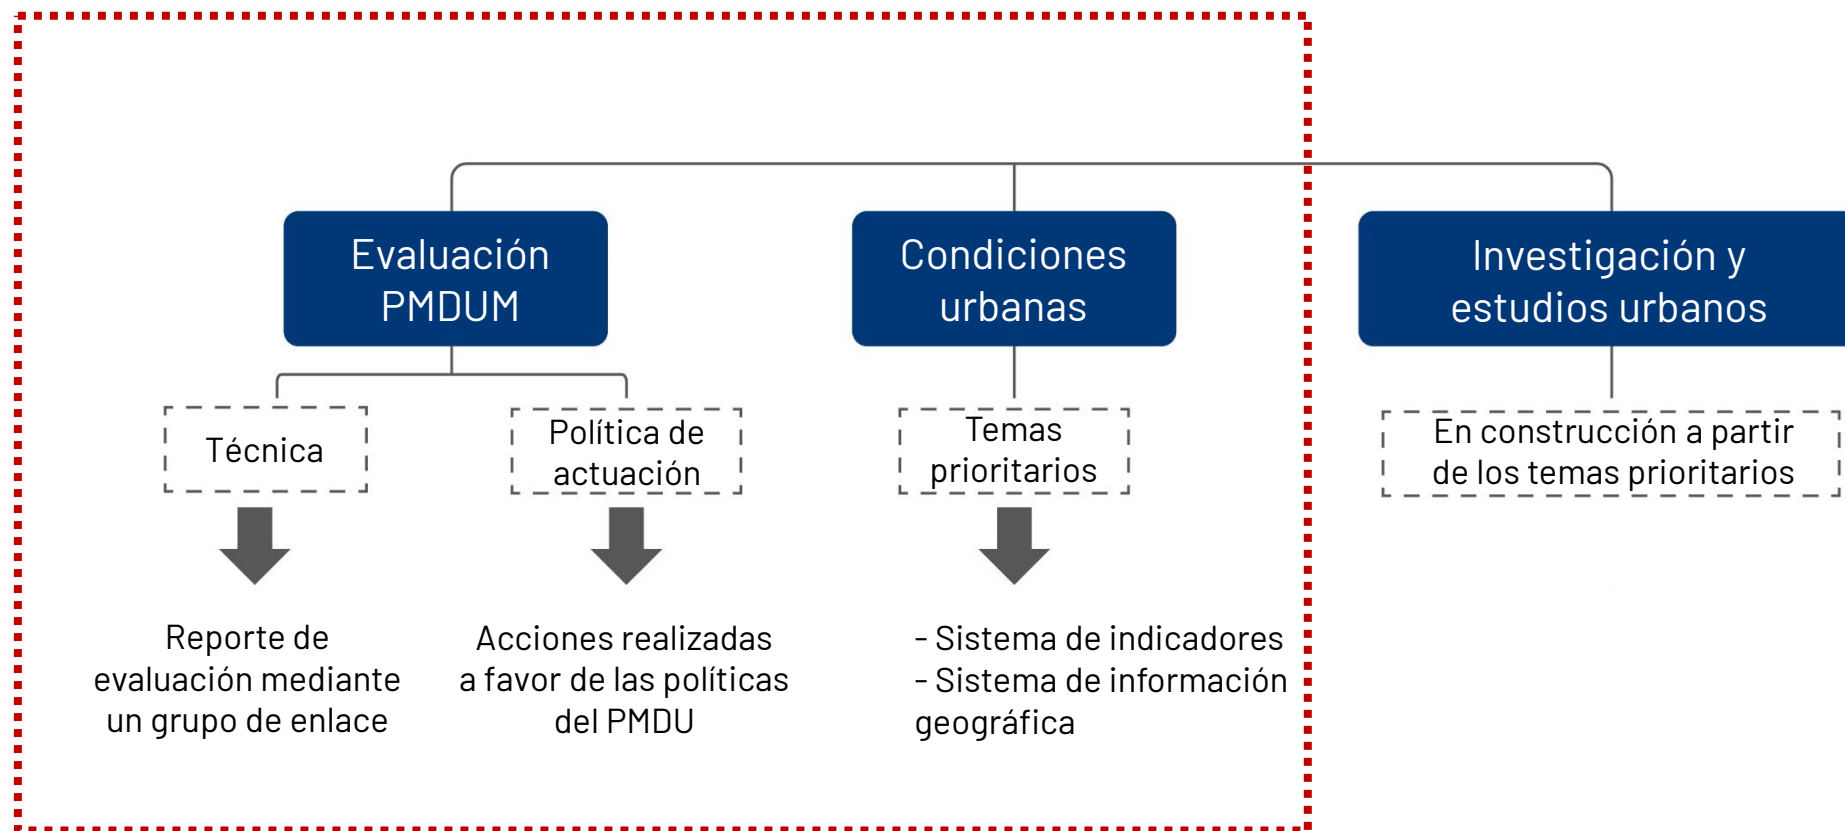 Evaluación
PMDUM
Condiciones
urbanas
Investigación y
estudios urbanos
Técnica
Política de
actuación
Temas
prioritarios
En construcción a partir
de los temas prioritarios
Reporte de
evaluación mediante
un grupo de enlace
Acciones realizadas
a favor de las políticas
del PMDU
- Sistema de indicadores
- Sistema de información
geográfica